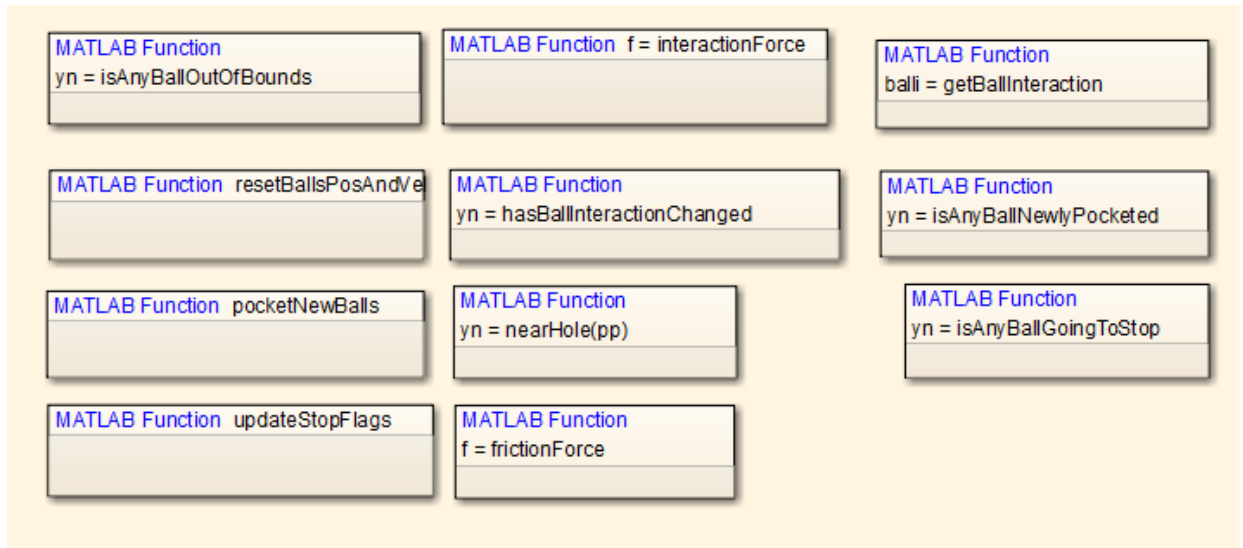 MATLAB Function
yn = isAnyBallOutOfBounds
MATLAB Function f = interactionForce
MATLAB Function
balli = getBallInteraction
MATLAB Function resetBallsPosAndVel
MATLAB Function
yn = hasBallInteractionChanged
MATLAB Function
yn = isAnyBallNewlyPocketed
MATLAB Function pocketNewBalls
MATLAB Function
yn = nearHole(pp)
MATLAB Function
yn = isAnyBallGoingToStop
MATLAB Function updateStopFlags
MATLAB Function
f = frictionForce